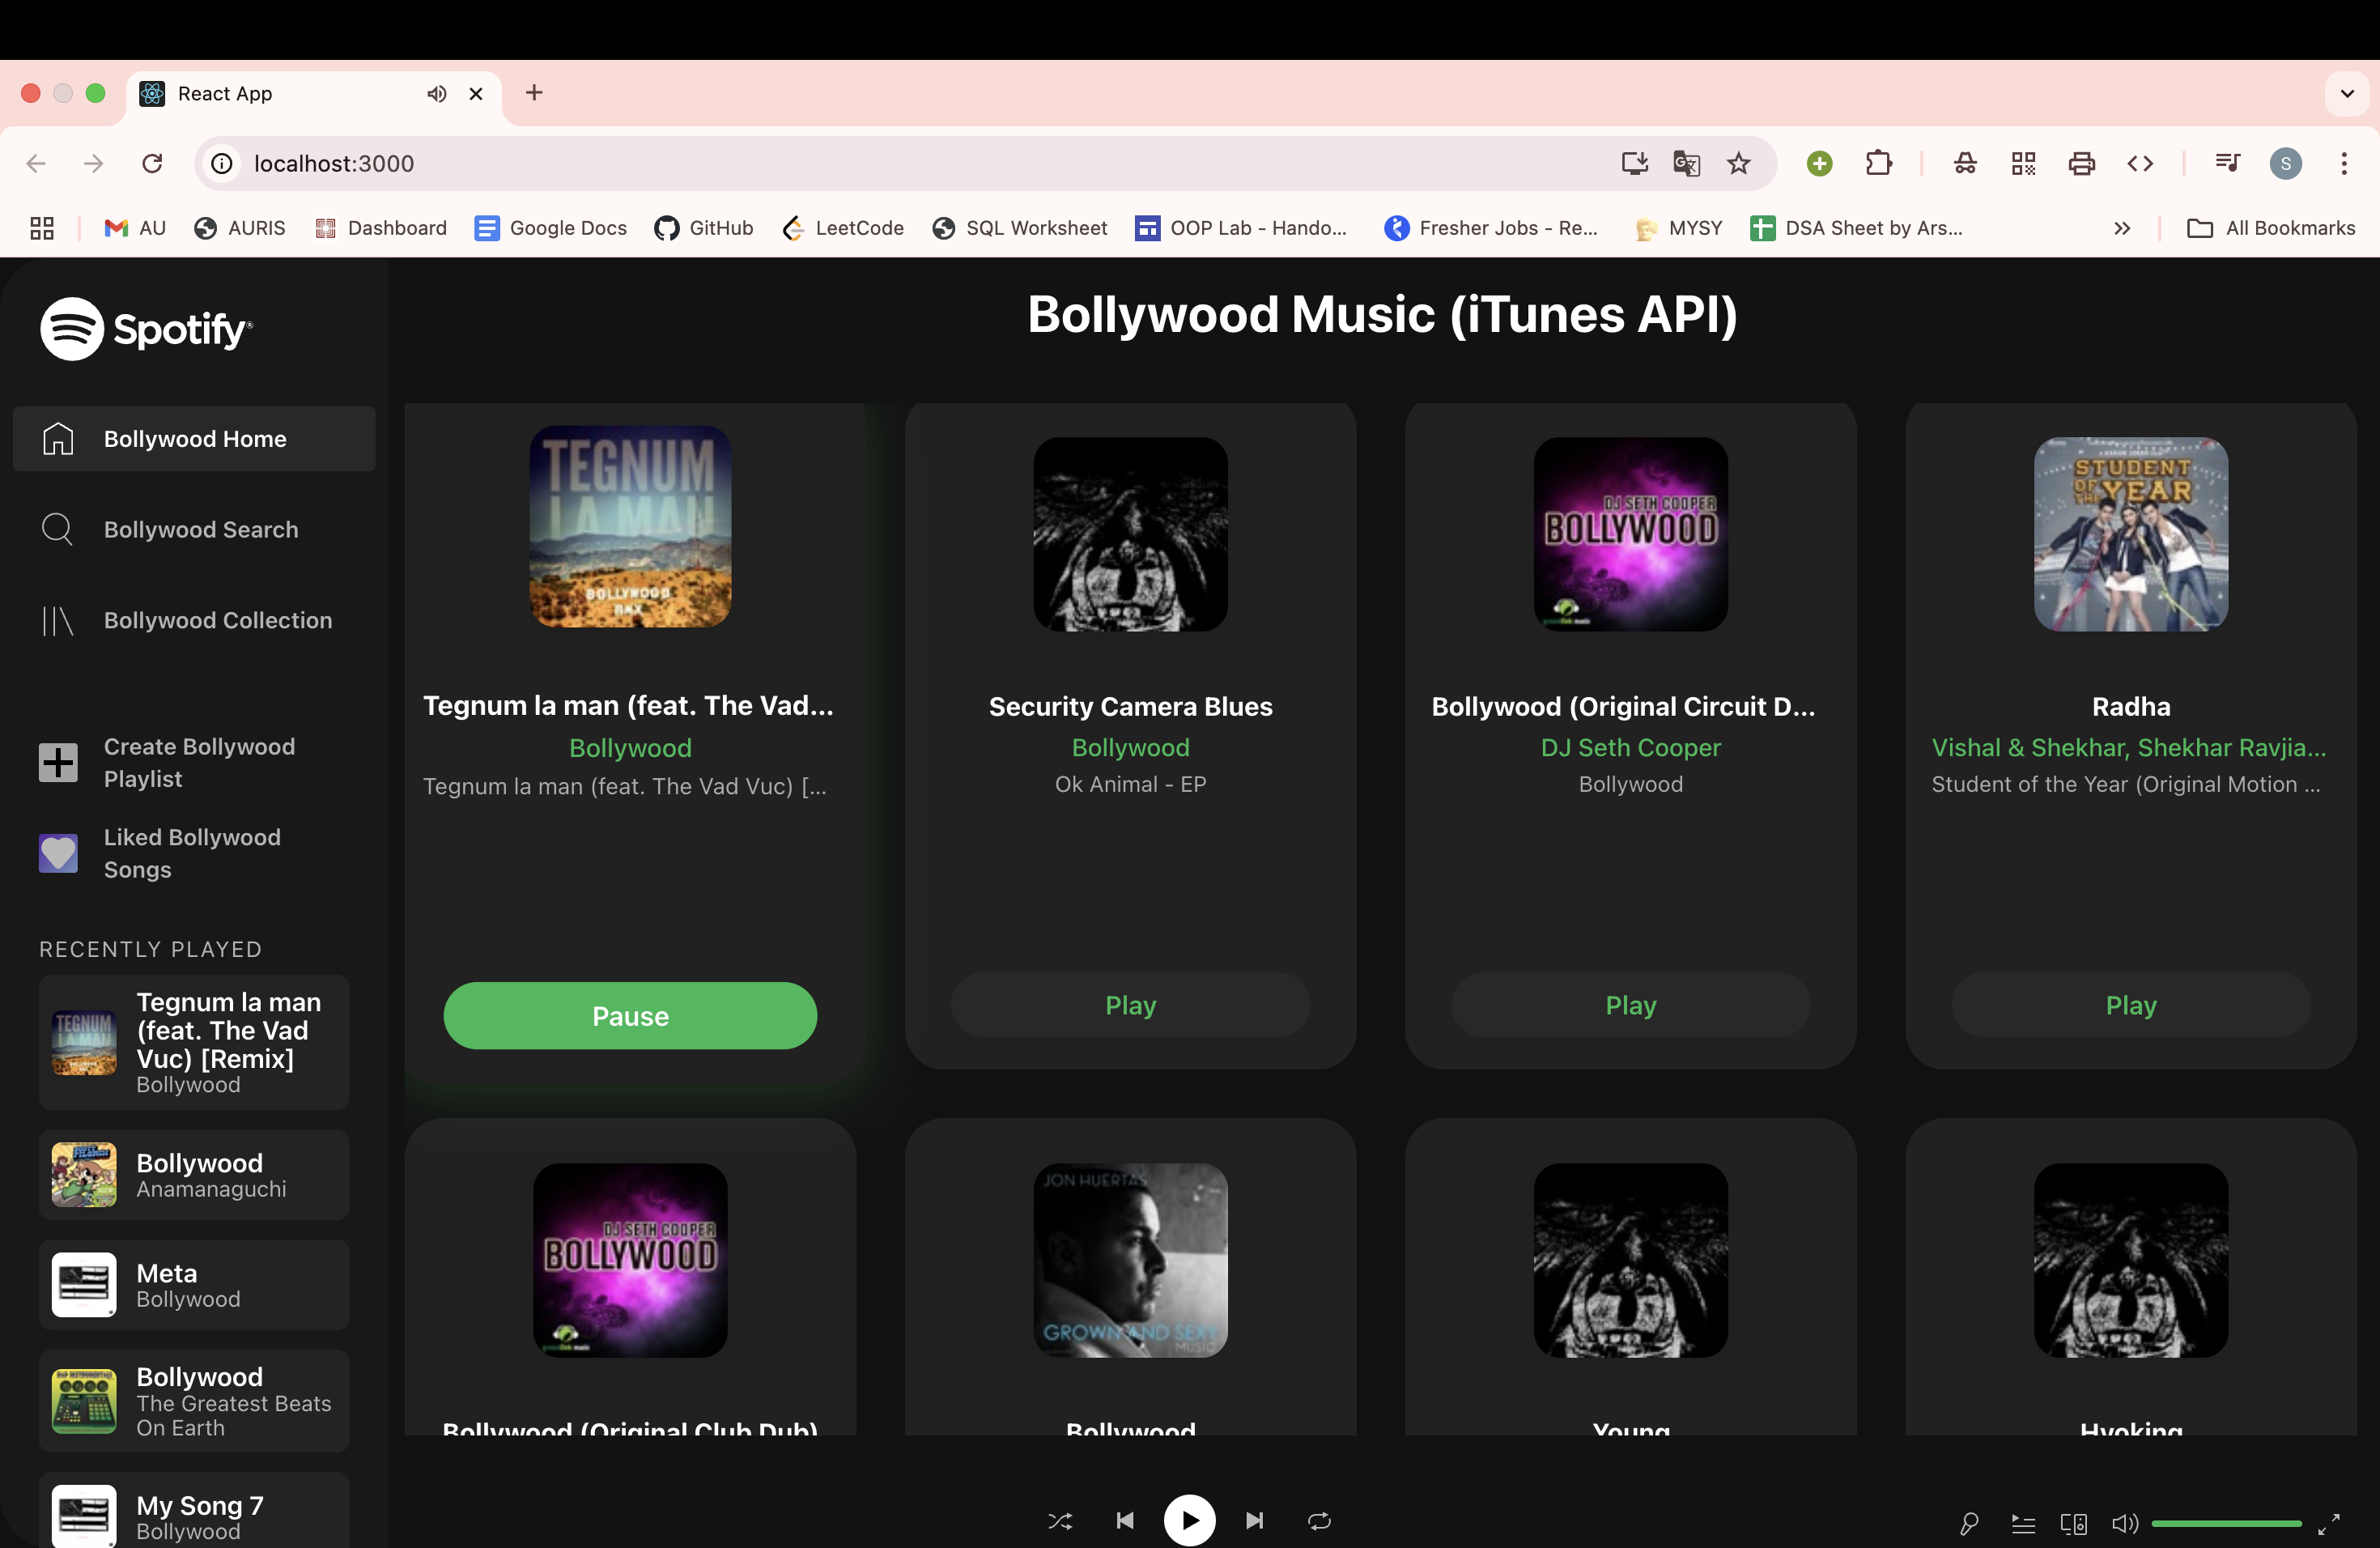 React App
localhost:3000
AU
AURIS
Dashboard
Google Docs
GitHub
LeetCode
SQL Worksheet
OOP Lab - Hando...
Fresher Jobs - Re...
MYSY
DSA Sheet by Ars...
All Bookmarks
S
Spotify®
Bollywood Home
Bollywood Search
Bollywood Collection
Create Bollywood
Playlist
Liked Bollywood
Songs
RECENTLY PLAYED
Tegnum la man
(feat. The Vad
Vuc) [Remix]
Bollywood
Bollywood
Anamanaguchi
Meta
Bollywood
Bollywood
The Greatest Beats
On Earth
My Song 7
Bollywood
Bollywood Music (iTunes API)
TEGNUM
LA MAN
BOLLYWOOD
RMX
Tegnum la man (feat. The Vad...
Bollywood
Tegnum la man (feat. The Vad Vuc) [...
Pause
Security Camera Blues
Bollywood
Ok Animal - EP
Play
DJ SETH COOPER
BOLLYWOOD
Bollywood (Original Circuit D...
DJ Seth Cooper
Bollywood
Play
STUDENT
OF THE YEAR
Radha
Vishal & Shekhar, Shekhar Ravjia...
Student of the Year (Original Motion ...
Play
DJ SETH COOPER
BOLLYWOOD
Bollywood (Original Club Dub)
JON HUERTAS
GROWN AND SEXY
MUSIC
Bollywood
Young
Hvoking